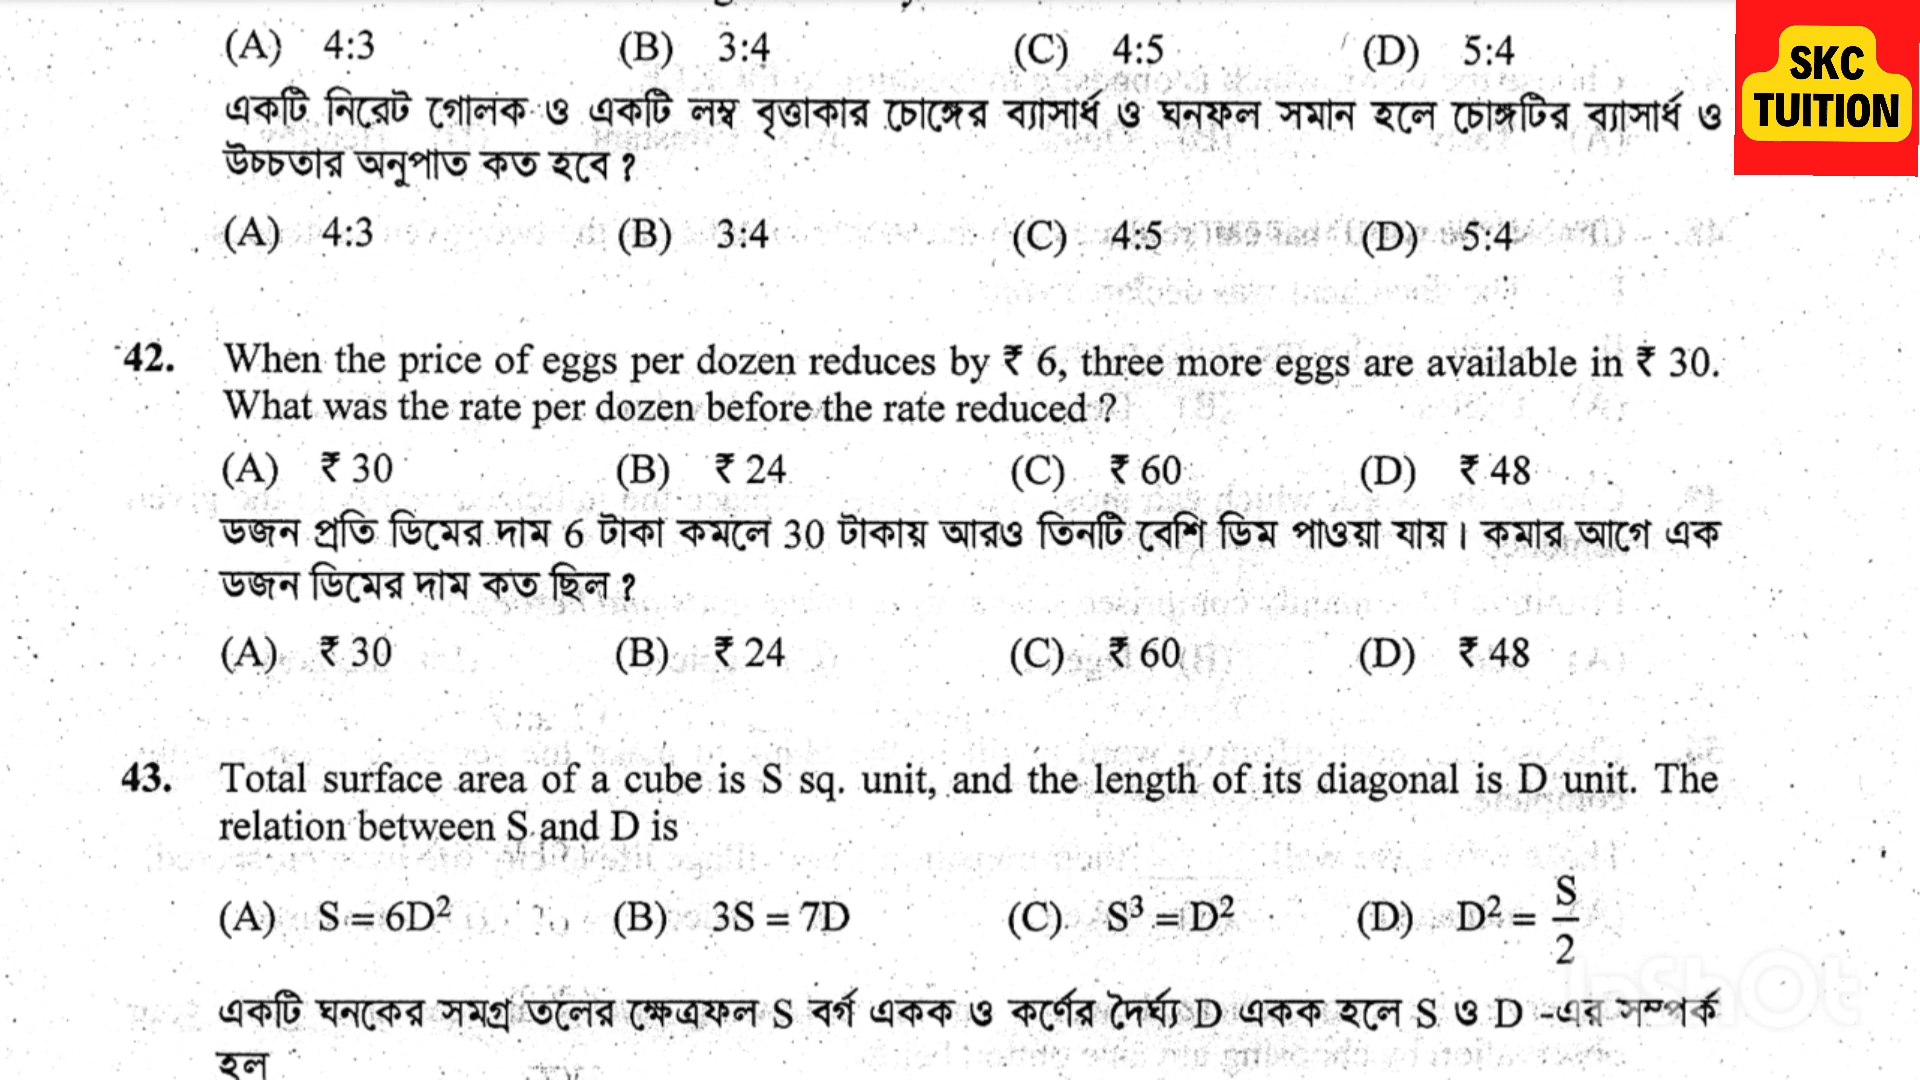 (A) 4:3 (B) 3:4 (C) 4:5 (D) 5:4
একটি নিরেট গোলক ও একটি লম্ব বৃত্তাকার চোঙ্গের ব্যাসার্ধ ও ঘনফল সমান হলে চোঙ্গটির ব্যাসার্ধ ও
উচ্চতার অনুপাত কত হবে ?
(A) 4:3 (B) 3:4 (C) 4:5 (D) 5:4
SKC
TUITION
42. When the price of eggs per dozen reduces by ₹ 6, three more eggs are available in ₹ 30.
What was the rate per dozen before the rate reduced ?
(A) ₹ 30 (B) ₹ 24 (C) ₹ 60 (D) ₹ 48
ডজন প্রতি ডিমের দাম 6 টাকা কমলে 30 টাকায় আরও তিনটি বেশি ডিম পাওয়া যায়। কমার আগে এক
ডজন ডিমের দাম কত ছিল ?
(A) ₹ 30 (B) ₹ 24 (C) ₹ 60 (D) ₹ 48
43. Total surface area of a cube is S sq. unit, and the length of its diagonal is D unit. The
relation between S and D is
(A) S = 6D² (B) 3S = 7D (C) S³ = D² (D) D² = S/2
একটি ঘনকের সমগ্র তলের ক্ষেত্রফল S বর্গ একক ও কর্ণের দৈর্ঘ্য D একক হলে S ও D -এর সম্পর্ক
হল
InShOt